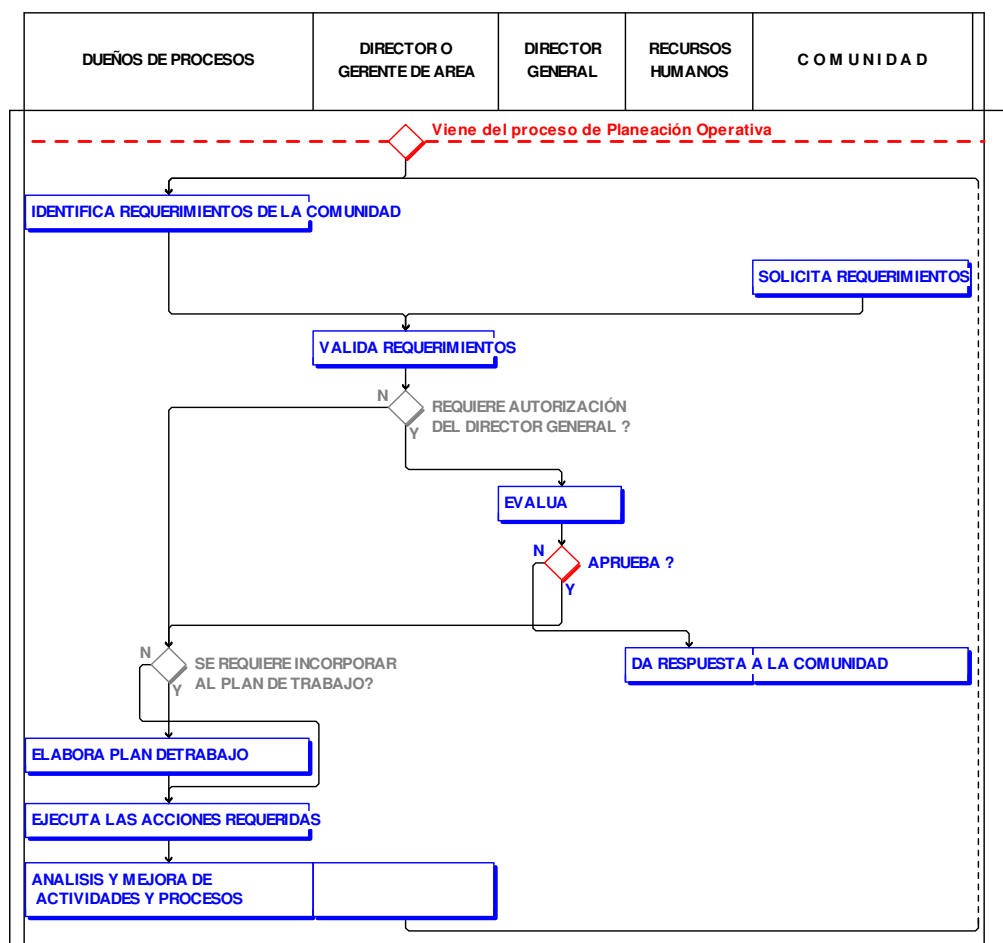 DUEÑOS DE PROCESOS
DIRECTOR O
GERENTE DE AREA
DIRECTOR
GENERAL
RECURSOS
HUMANOS
COMUNIDAD
Viene del proceso de Planeación Operativa
IDENTIFICA REQUERIMIENTOS DE LA COMUNIDAD
SOLICITA REQUERIMIENTOS
VALIDA REQUERIMIENTOS
N
REQUIERE AUTORIZACIÓN
DEL DIRECTOR GENERAL ?
Y
EVALUA
N
APRUEBA ?
Y
N
SE REQUIERE INCORPORAR
AL PLAN DE TRABAJO?
Y
DA RESPUESTA A LA COMUNIDAD
ELABORA PLAN DETRABAJO
EJECUTA LAS ACCIONES REQUERIDAS
ANALISIS Y MEJORA DE
ACTIVIDADES Y PROCESOS